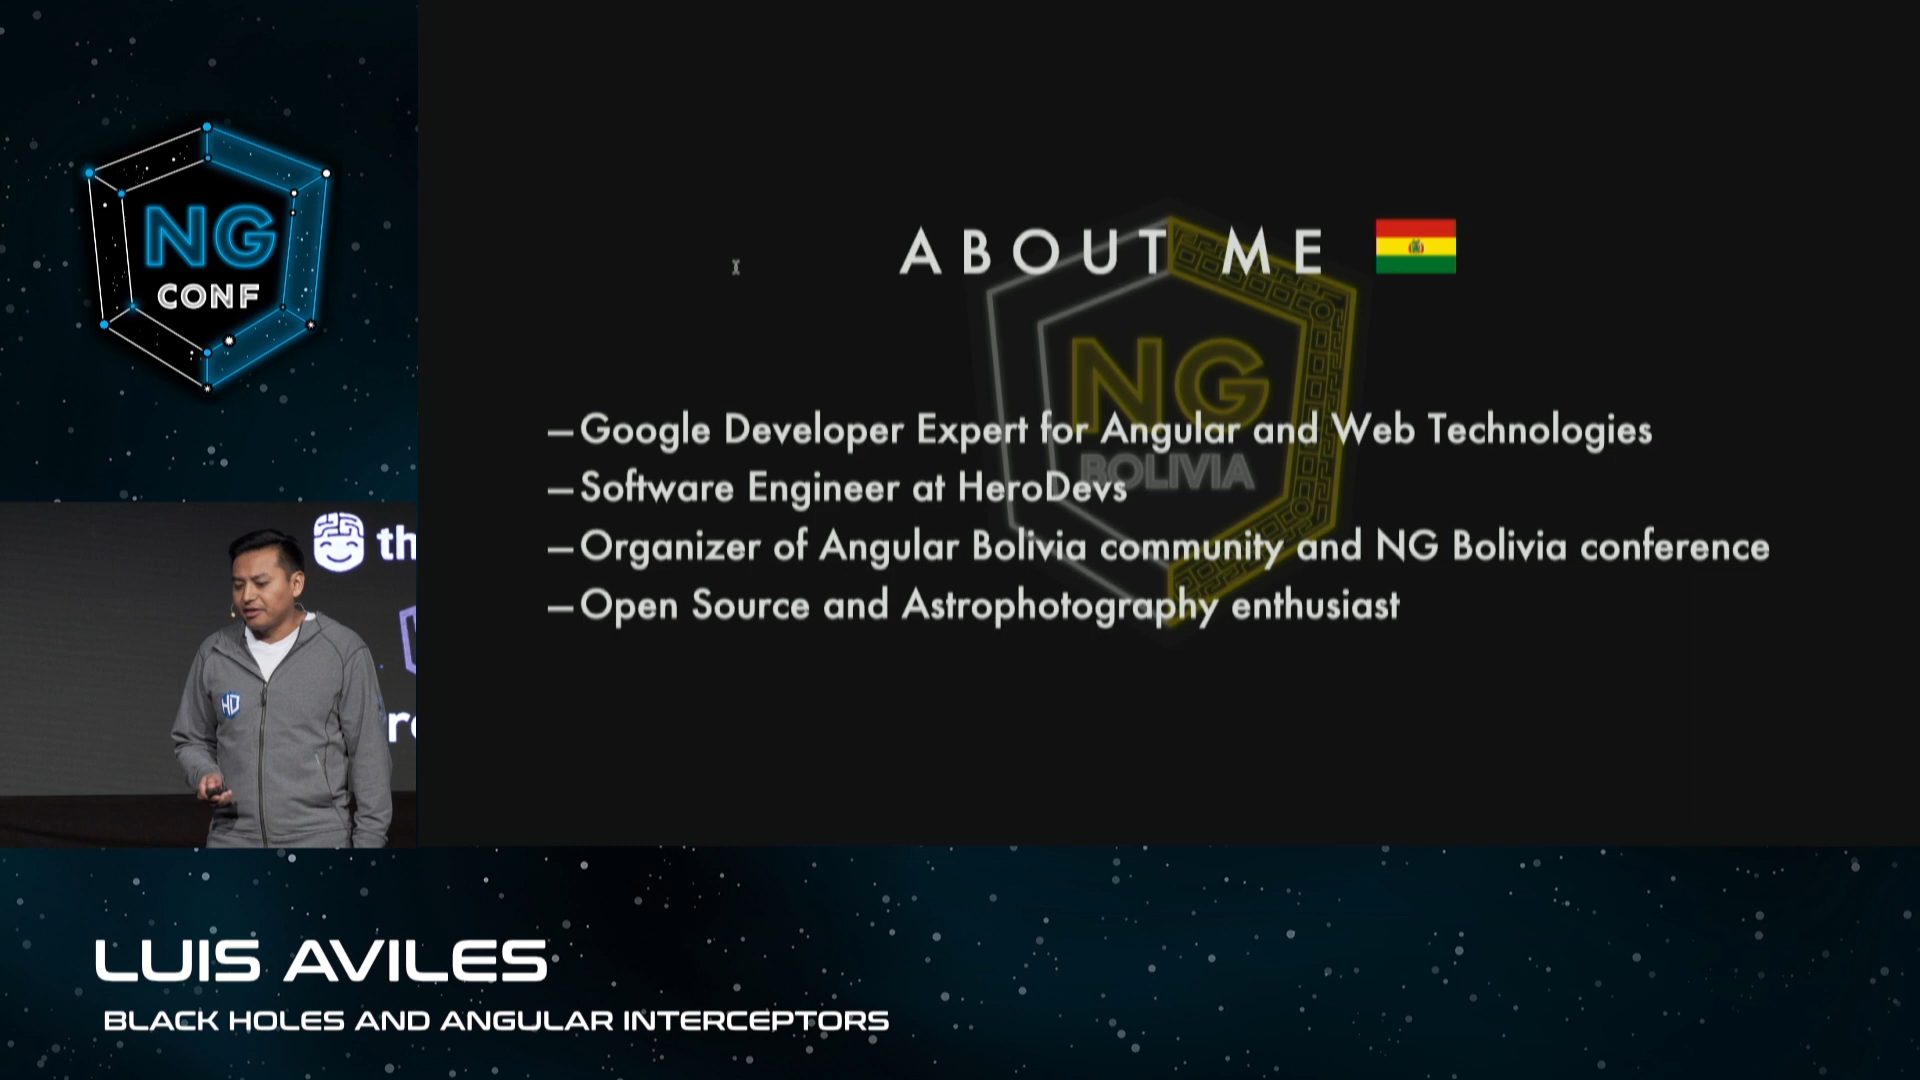 NG
CONF
ABOUT ME
NG
BOLIVIA
—Google Developer Expert for Angular and Web Technologies
—Software Engineer at HeroDevs
—Organizer of Angular Bolivia community and NG Bolivia conference
—Open Source and Astrophotography enthusiast
th
HD
LUIS AVILES
BLACK HOLES AND ANGULAR INTERCEPTORS